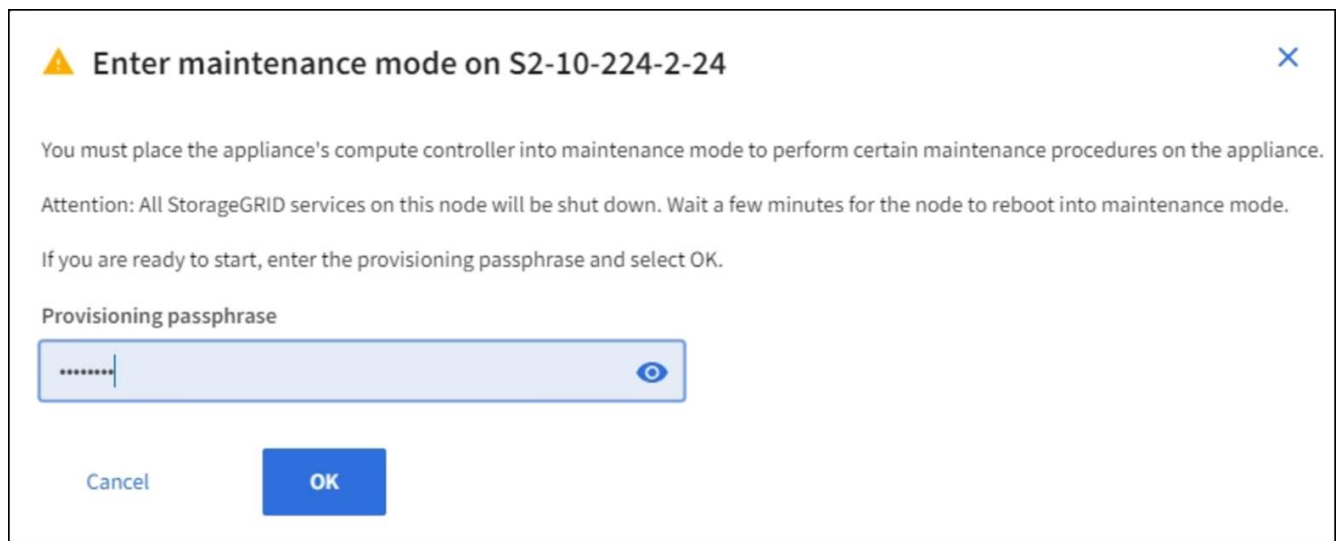 Enter maintenance mode on S2-10-224-2-24
You must place the appliance's compute controller into maintenance mode to perform certain maintenance procedures on the appliance.
Attention: All StorageGRID services on this node will be shut down. Wait a few minutes for the node to reboot into maintenance mode.
If you are ready to start, enter the provisioning passphrase and select OK.
Provisioning passphrase
••••••••
Cancel
OK